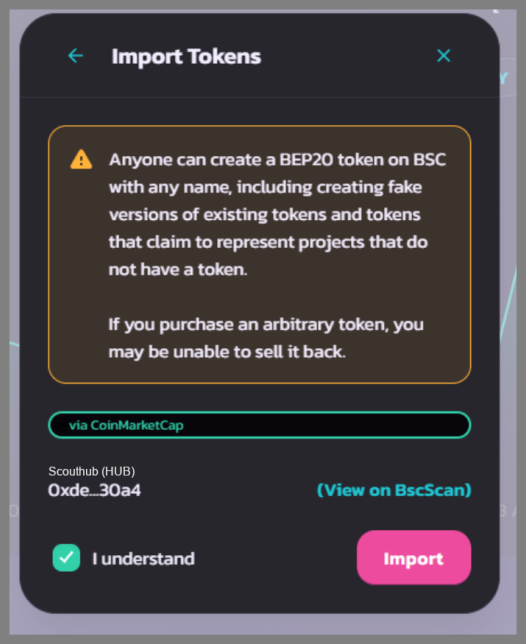 Import Tokens
Anyone can create a BEP20 token on BSC
with any name, including creating fake
versions of existing tokens and tokens
that claim to represent projects that do
not have a token.
If you purchase an arbitrary token, you
may be unable to sell it back.
via CoinMarketCap
Scouthub (HUB)
0xde...30a4
(View on BscScan)
I understand
Import